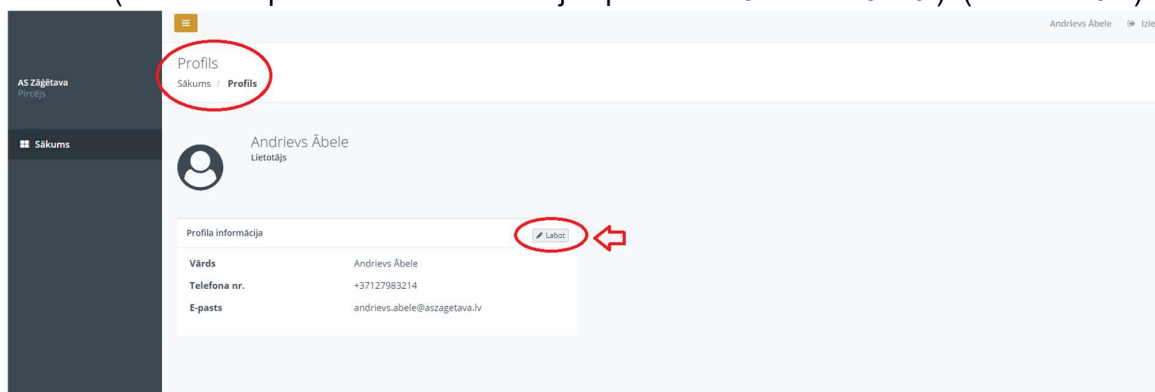 Andrievs Ābele
Profils
Sākums / Profils
AS Zāģētava
Pircējs
Sākums
Andrievs Ābele
Lietotājs
Profila informācija
Labot
Vārds Andrievs Ābele
Telefona nr. +37127983214
E-pasts andrievs.abele@aszagetava.lv